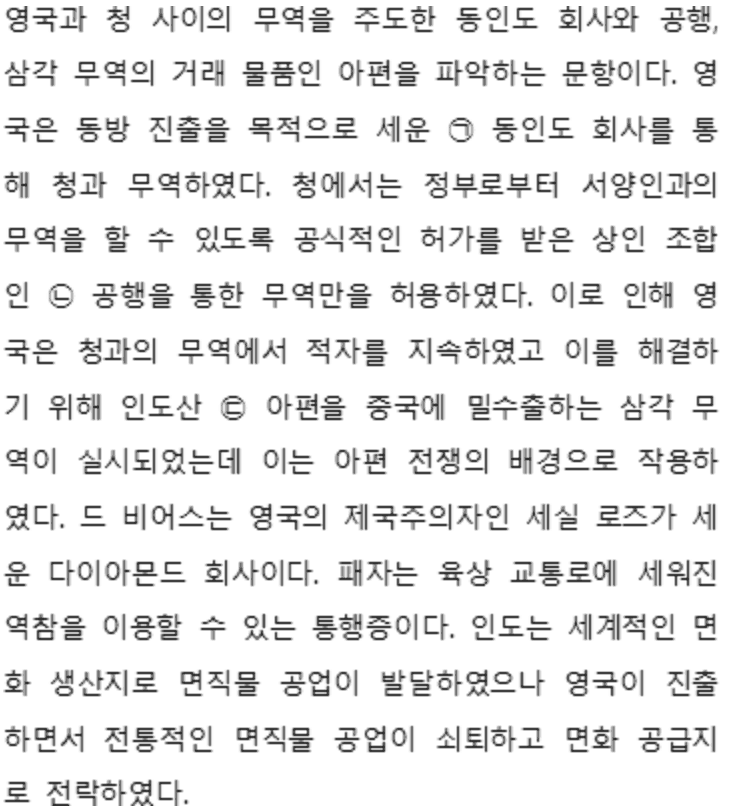 영국과 청 사이의 무역을 주도한 동인도 회사와 공행,
삼각 무역의 거래 물품인 아편을 파악하는 문항이다. 영
국은 동방 진출을 목적으로 세운 ㉠ 동인도 회사를 통
해 청과 무역하였다. 청에서는 정부로부터 서양인과의
무역을 할 수 있도록 공식적인 허가를 받은 상인 조합
인 ㉡ 공행을 통한 무역만을 허용하였다. 이로 인해 영
국은 청과의 무역에서 적자를 지속하였고 이를 해결하
기 위해 인도산 ㉢ 아편을 중국에 밀수출하는 삼각 무
역이 실시되었는데 이는 아편 전쟁의 배경으로 작용하
였다. 드 비어스는 영국의 제국주의자인 세실 로즈가 세
운 다이아몬드 회사이다. 패자는 육상 교통로에 세워진
역참을 이용할 수 있는 통행증이다. 인도는 세계적인 면
화 생산지로 면직물 공업이 발달하였으나 영국이 진출
하면서 전통적인 면직물 공업이 쇠퇴하고 면화 공급지
로 전락하였다.